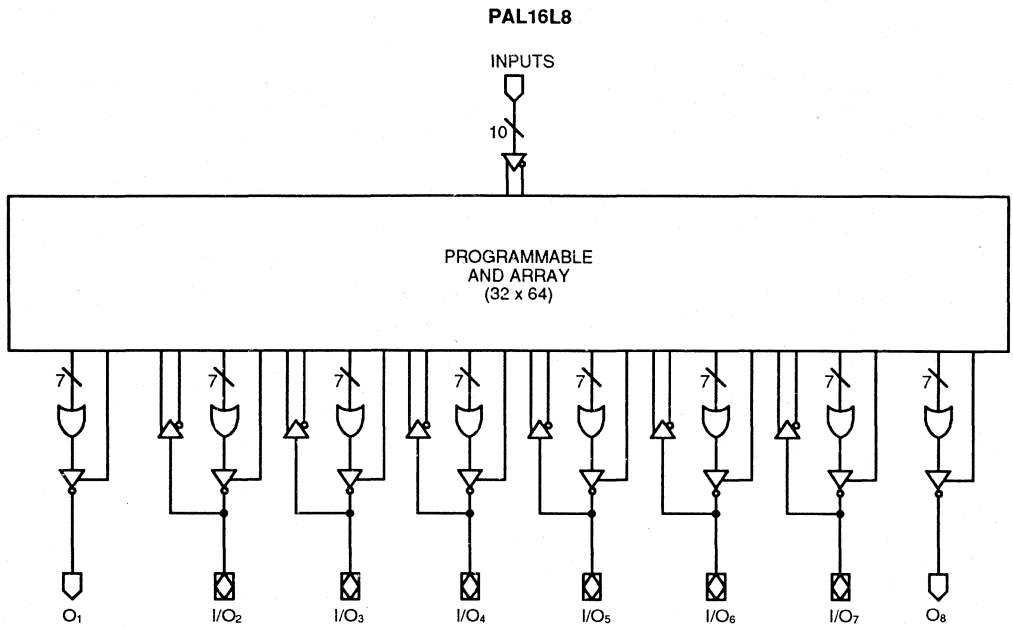 PAL16L8
INPUTS
10
PROGRAMMABLE
AND ARRAY
(32 x 64)
7 7 7 7 7 7 7 7
O1 I/O2 I/O3 I/O4 I/O5 I/O6 I/O7 O8